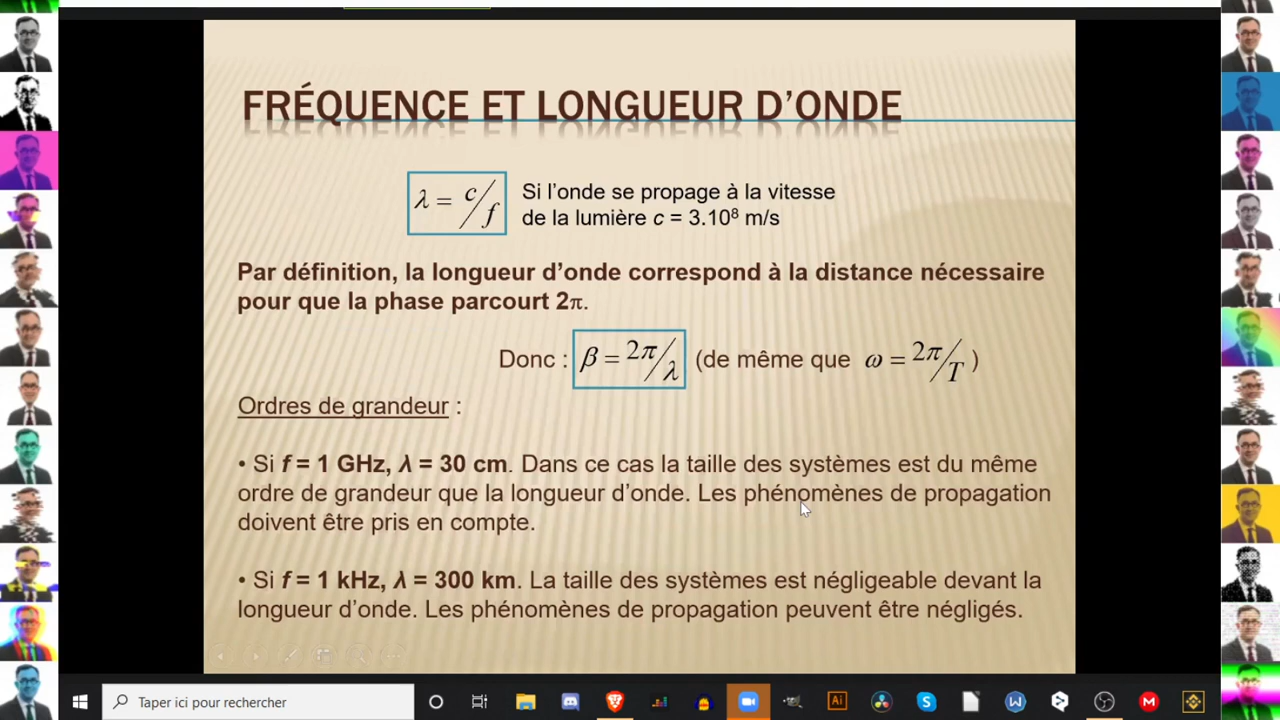 FRÉQUENCE ET LONGUEUR D'ONDE
λ = c/f
Si l'onde se propage à la vitesse
de la lumière c = 3.10⁸ m/s
Par définition, la longueur d'onde correspond à la distance nécessaire
pour que la phase parcourt 2π.
Donc : β = 2π/λ (de même que ω = 2π/T )
Ordres de grandeur :
• Si f = 1 GHz, λ = 30 cm. Dans ce cas la taille des systèmes est du même
ordre de grandeur que la longueur d'onde. Les phénomènes de propagation
doivent être pris en compte.
• Si f = 1 kHz, λ = 300 km. La taille des systèmes est négligeable devant la
longueur d'onde. Les phénomènes de propagation peuvent être négligés.
Taper ici pour rechercher